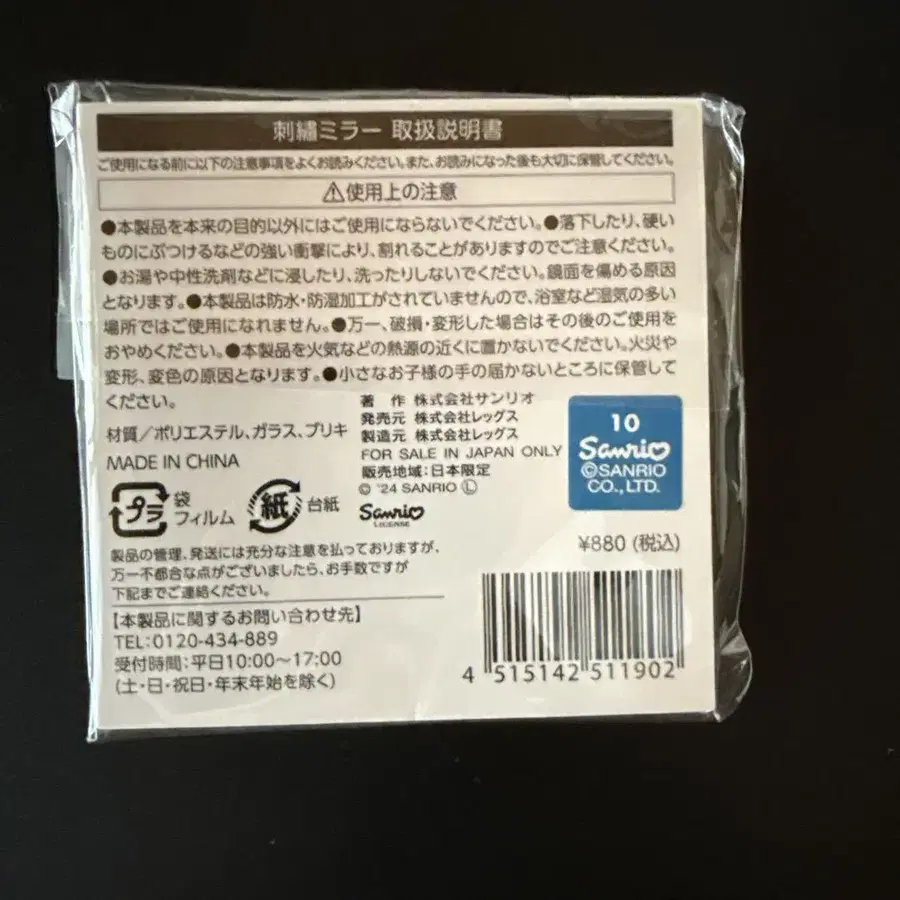 刺繡ミラー 取扱説明書
ご使用になる前に以下の注意事項をよくお読みください。また、お読みになった後も大切に保管してください。
⚠使用上の注意
●本製品を本来の目的以外にはご使用にならないでください。●落下したり、硬い
ものにぶつけるなどの強い衝撃により、割れることがありますのでご注意ください。
●お湯や中性洗剤などに浸したり、洗ったりしないでください。鏡面を傷める原因
となります。●本製品は防水・防湿加工がされていませんので、浴室など湿気の多い
場所ではご使用になれません。●万一、破損・変形した場合はその後のご使用を
おやめください。●本製品を火気などの熱源の近くに置かないでください。火災や
変形、変色の原因となります。●小さなお子様の手の届かないところに保管して
ください。
材質/ポリエステル、ガラス、ブリキ
MADE IN CHINA
プラ 袋 フィルム
紙 台紙
著 作 株式会社サンリオ
発売元 株式会社レッグス
製造元 株式会社レッグス
FOR SALE IN JAPAN ONLY
販売地域:日本限定
© '24 SANRIO Ⓛ
Sanrio
LICENSE
10
Sanrio
©SANRIO
CO., LTD.
¥880 (税込)
製品の管理、発送には充分な注意を払っておりますが、
万一不都合な点がございましたら、お手数ですが
下記までご連絡ください。
【本製品に関するお問い合わせ先】
TEL:0120-434-889
受付時間:平日10:00〜17:00
(土・日・祝日・年末年始を除く)
4 515142 511902